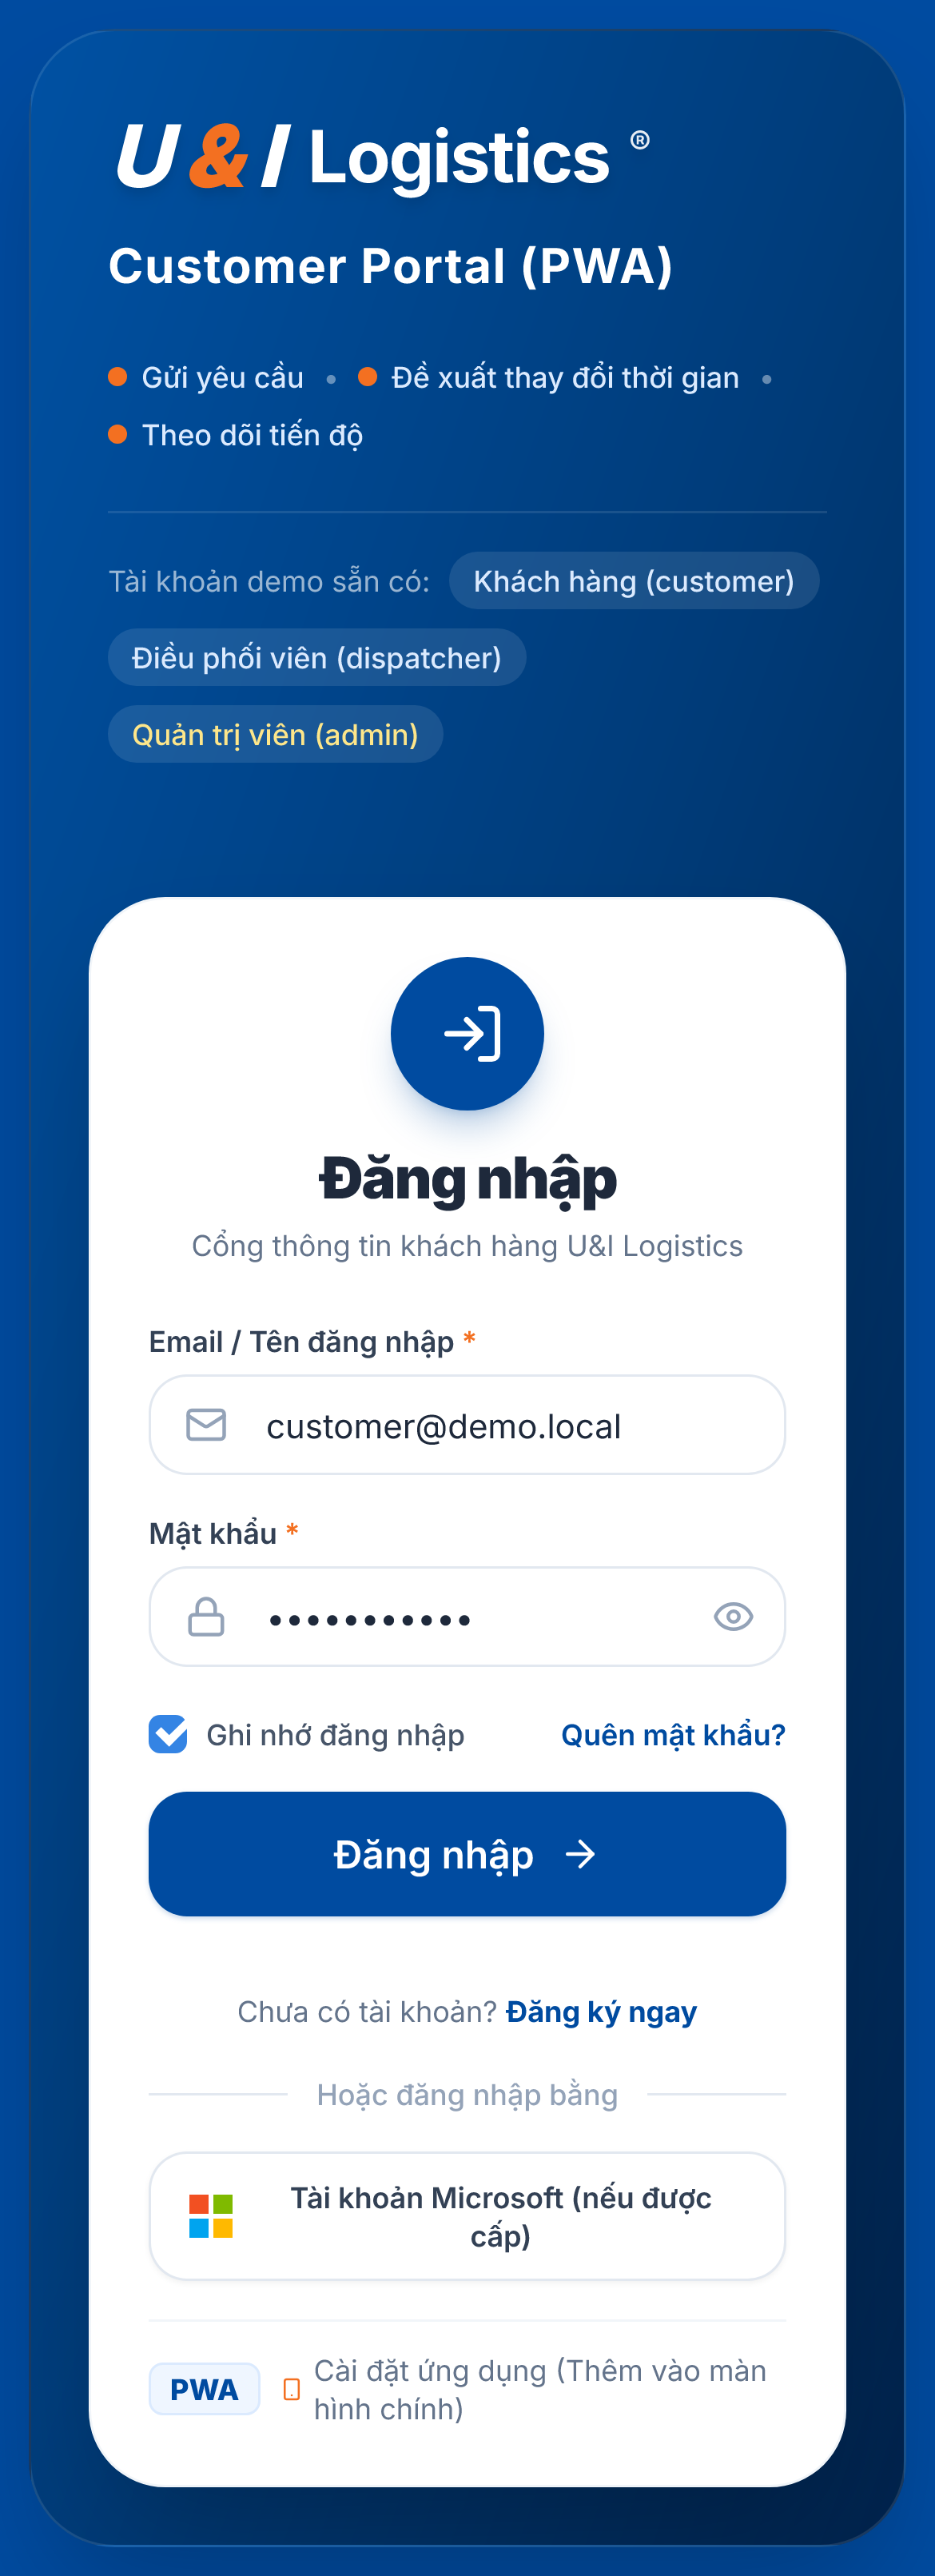 U & I Logistics ®
Customer Portal (PWA)
Gửi yêu cầu • Đề xuất thay đổi thời gian •
Theo dõi tiến độ
Tài khoản demo sẵn có: Khách hàng (customer)
Điều phối viên (dispatcher)
Quản trị viên (admin)
Đăng nhập
Cổng thông tin khách hàng U&I Logistics
Email / Tên đăng nhập *
customer@demo.local
Mật khẩu *
•••••••••••
Ghi nhớ đăng nhập Quên mật khẩu?
Đăng nhập →
Chưa có tài khoản? Đăng ký ngay
Hoặc đăng nhập bằng
Tài khoản Microsoft (nếu được
cấp)
PWA Cài đặt ứng dụng (Thêm vào màn
hình chính)